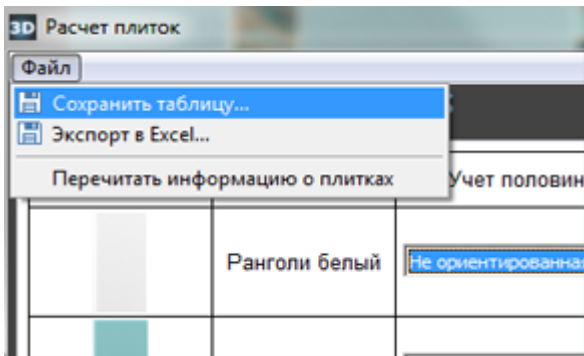 3D Расчет плиток
Файл
Сохранить таблицу...
Экспорт в Excel...
Перечитать информацию о плитках
Учет половин
Ранголи белый
Не ориентированная